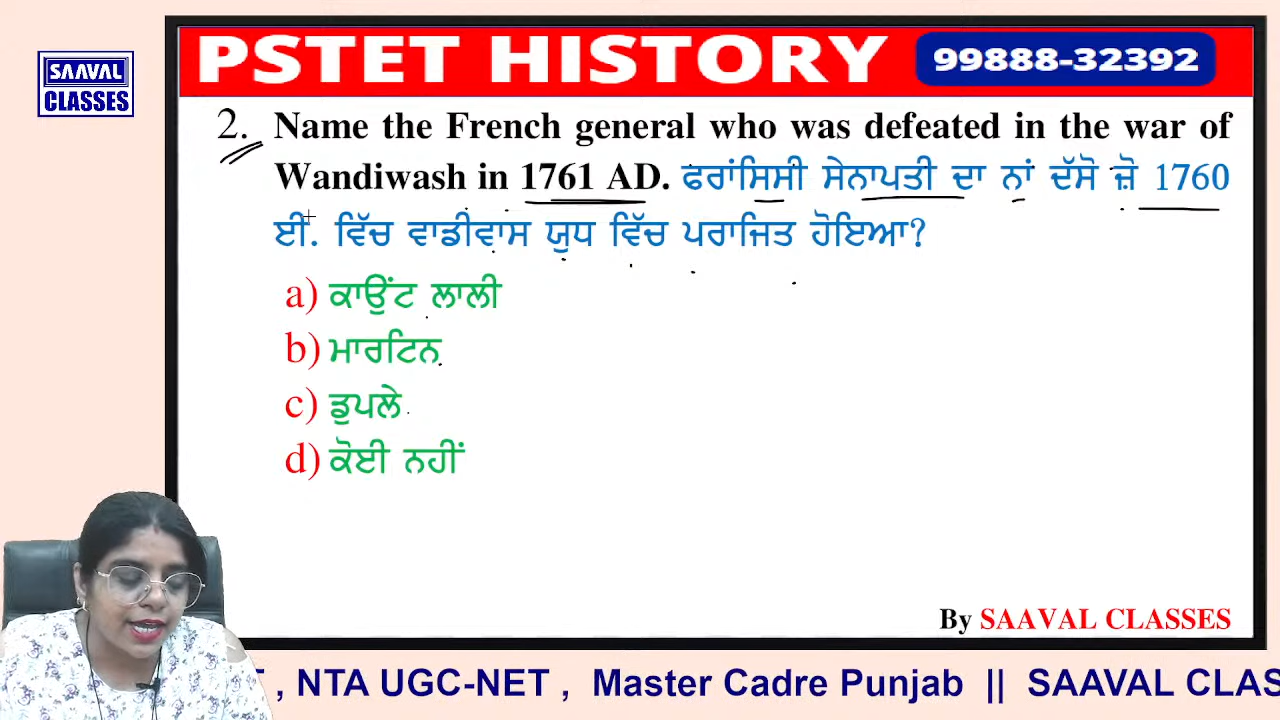 SAAVAL
CLASSES
PSTET HISTORY
99888-32392
2. Name the French general who was defeated in the war of
Wandiwash in 1761 AD. ਫਰਾਂਸਿਸੀ ਸੇਨਾਪਤੀ ਦਾ ਨਾਂ ਦੱਸੋ ਜ਼ੋ 1760
ਈ. ਵਿੱਚ ਵਾਡੀਵਾਸ ਯੁਧ ਵਿੱਚ ਪਰਾਜਿਤ ਹੋਇਆ?
a) ਕਾਉਂਟ ਲਾਲੀ
b) ਮਾਰਟਿਨ
c) ਡੁਪਲੇ
d) ਕੋਈ ਨਹੀਂ
By SAAVAL CLASSES
, NTA UGC-NET , Master Cadre Punjab || SAAVAL CLAS